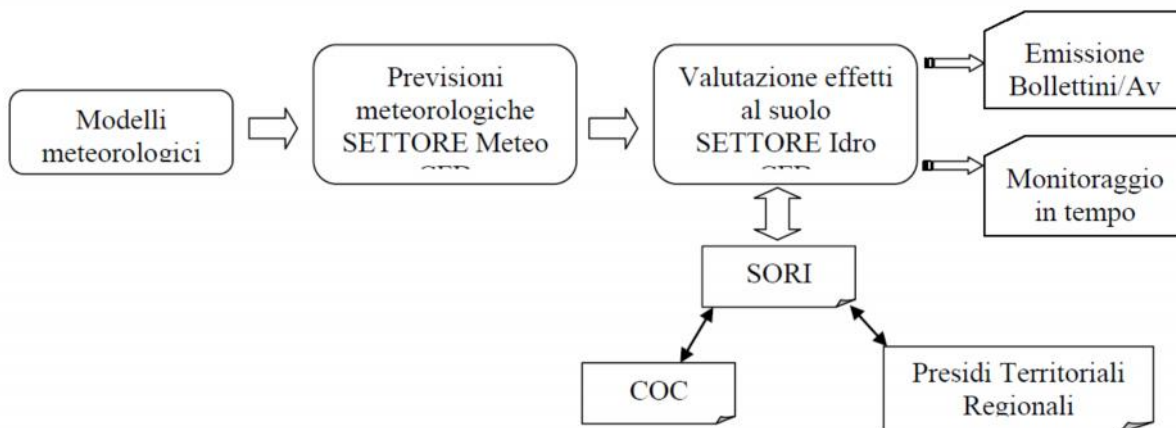 Modelli
meteorologici
Previsioni
meteorologiche
SETTORE Meteo
Valutazione effetti
al suolo
SETTORE Idro
Emissione
Bollettini/Av
Monitoraggio
in tempo
SORI
COC
Presidi Territoriali
Regionali